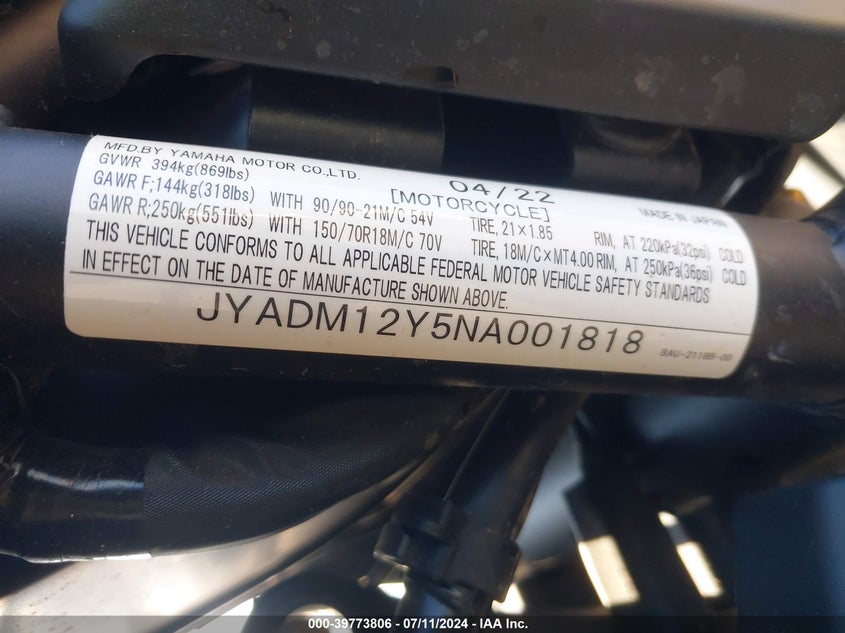 MFD.BY YAMAHA MOTOR CO.,LTD. 04/22 MADE IN JAPAN
GVWR 394kg(869lbs) [MOTORCYCLE]
GAWR F;144kg(318lbs) WITH 90/90-21M/C 54V TIRE, 21×1.85 RIM, AT 220kPa(32psi) COLD
GAWR R;250kg(551lbs) WITH 150/70R18M/C 70V TIRE, 18M/C×MT4.00 RIM, AT 250kPa(36psi) COLD
THIS VEHICLE CONFORMS TO ALL APPLICABLE FEDERAL MOTOR VEHICLE SAFETY STANDARDS
IN EFFECT ON THE DATE OF MANUFACTURE SHOWN ABOVE.
JYADM12Y5NA001818 BAU-2118B-00
000-39773806 - 07/11/2024 - IAA Inc.